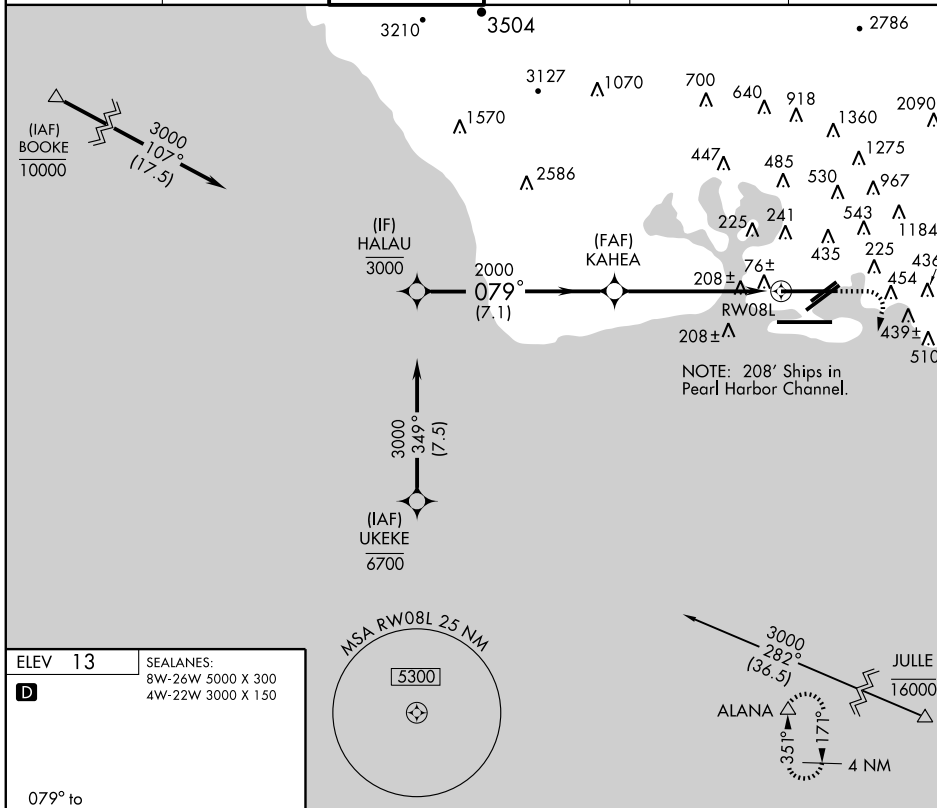 3210
3504
2786
3127
1070
700
640
918
2090
1570
1360
(IAF)
BOOKE
10000
3000
107°
(17.5)
447
485
1275
2586
530
967
(IF)
HALAU
3000
(FAF)
KAHEA
225
241
435
543
1184
225
436
2000
079°
(7.1)
208±
76±
RW08L
454
208±
439±
510
NOTE: 208' Ships in
Pearl Harbor Channel.
3000
349°
(7.5)
(IAF)
UKEKE
6700
MSA RW08L 25 NM
5300
3000
282°
(36.5)
JULLE
16000
ALANA
351°
171°
4 NM
ELEV 13
D
SEALANES:
8W-26W 5000 X 300
4W-22W 3000 X 150
079° to